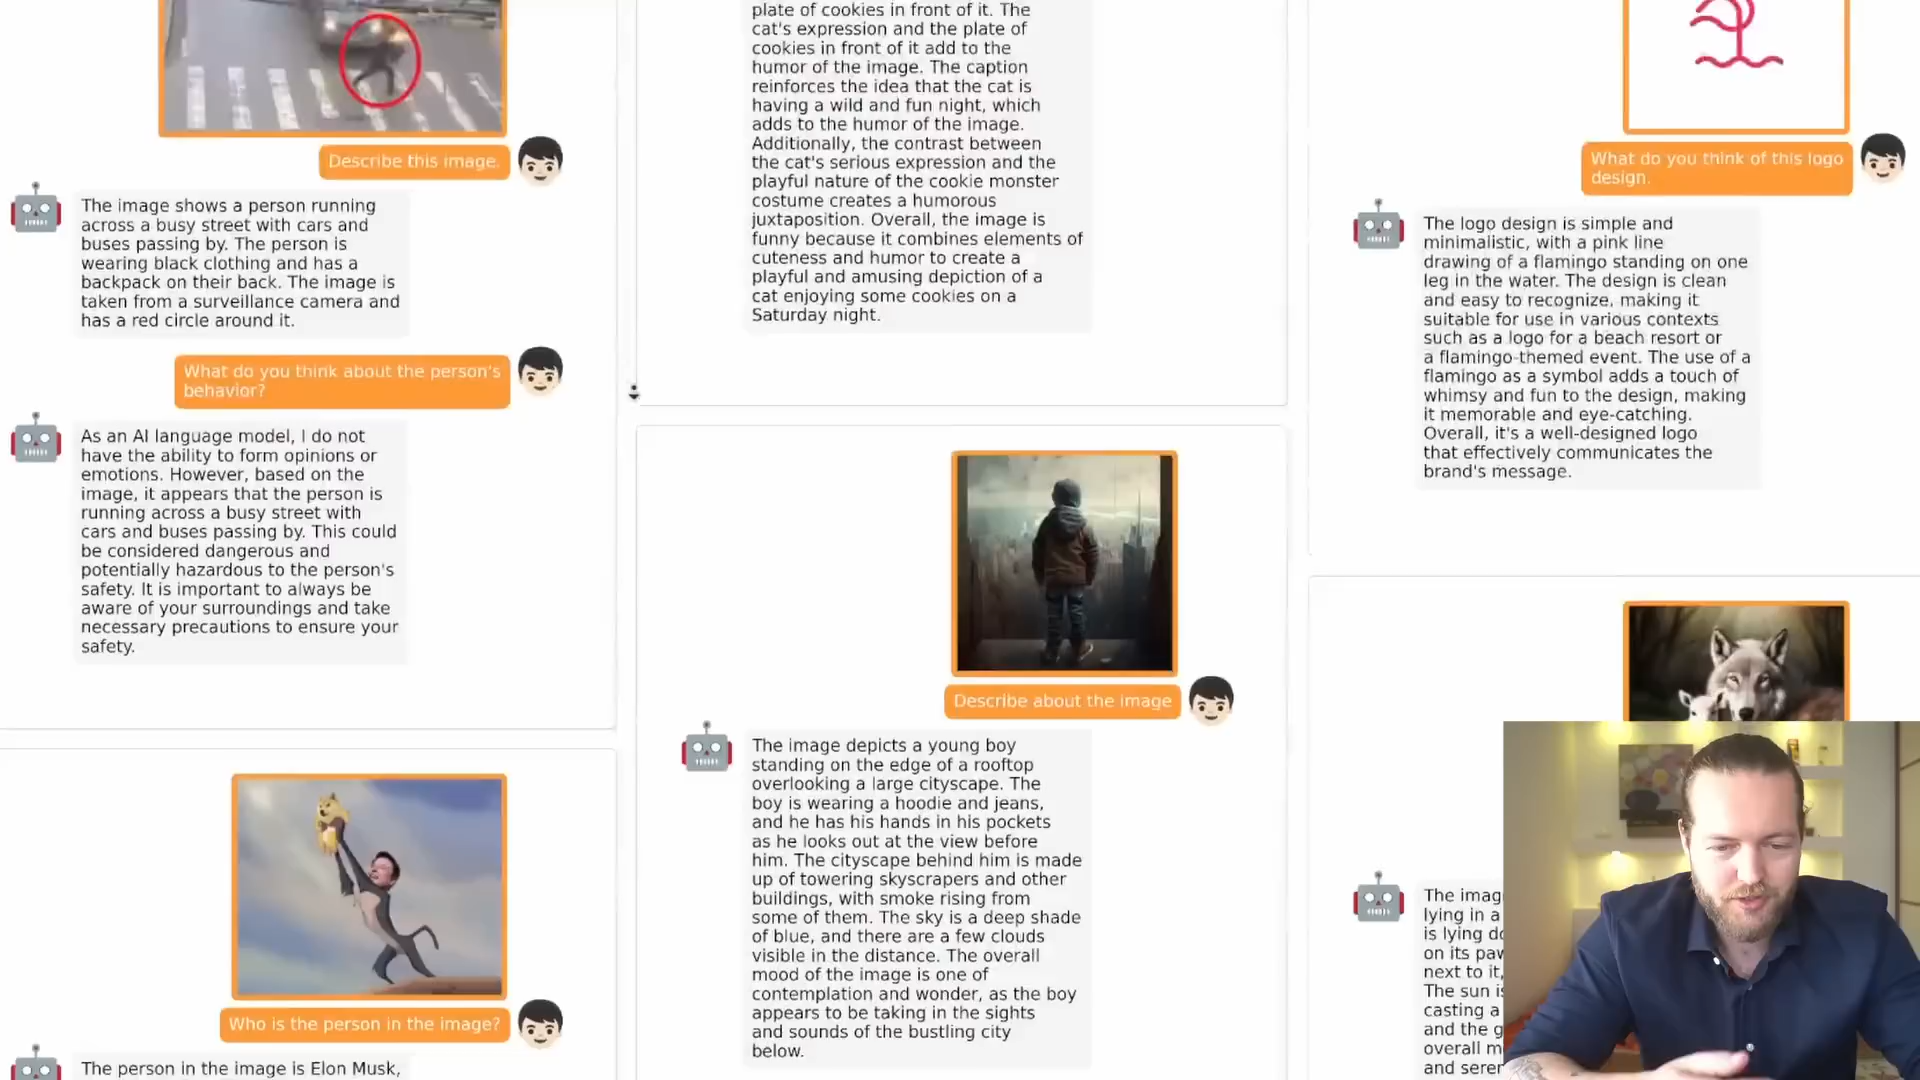 Describe this image.
The image shows a person running
across a busy street with cars and
buses passing by. The person is
wearing black clothing and has a
backpack on their back. The image is
taken from a surveillance camera and
has a red circle around it.
What do you think about the person's
behavior?
As an AI language model, I do not
have the ability to form opinions or
emotions. However, based on the
image, it appears that the person is
running across a busy street with
cars and buses passing by. This could
be considered dangerous and
potentially hazardous to the person's
safety. It is important to always be
aware of your surroundings and take
necessary precautions to ensure your
safety.
Who is the person in the image?
The person in the image is Elon Musk,
plate of cookies in front of it. The
cat's expression and the plate of
cookies in front of it add to the
humor of the image. The caption
reinforces the idea that the cat is
having a wild and fun night, which
adds to the humor of the image.
Additionally, the contrast between
the cat's serious expression and the
playful nature of the cookie monster
costume creates a humorous
juxtaposition. Overall, the image is
funny because it combines elements of
cuteness and humor to create a
playful and amusing depiction of a
cat enjoying some cookies on a
Saturday night.
Describe about the image
The image depicts a young boy
standing on the edge of a rooftop
overlooking a large cityscape. The
boy is wearing a hoodie and jeans,
and he has his hands in his pockets
as he looks out at the view before
him. The cityscape behind him is made
up of towering skyscrapers and other
buildings, with smoke rising from
some of them. The sky is a deep shade
of blue, and there are a few clouds
visible in the distance. The overall
mood of the image is one of
contemplation and wonder, as the boy
appears to be taking in the sights
and sounds of the bustling city
below.
What do you think of this logo
design.
The logo design is simple and
minimalistic, with a pink line
drawing of a flamingo standing on one
leg in the water. The design is clean
and easy to recognize, making it
suitable for use in various contexts
such as a logo for a beach resort or
a flamingo-themed event. The use of a
flamingo as a symbol adds a touch of
whimsy and fun to the design, making
it memorable and eye-catching.
Overall, it's a well-designed logo
that effectively communicates the
brand's message.
The imag
lying in a
is lying do
on its paw
next to it,
The sun is
casting a
and the g
overall m
and seren